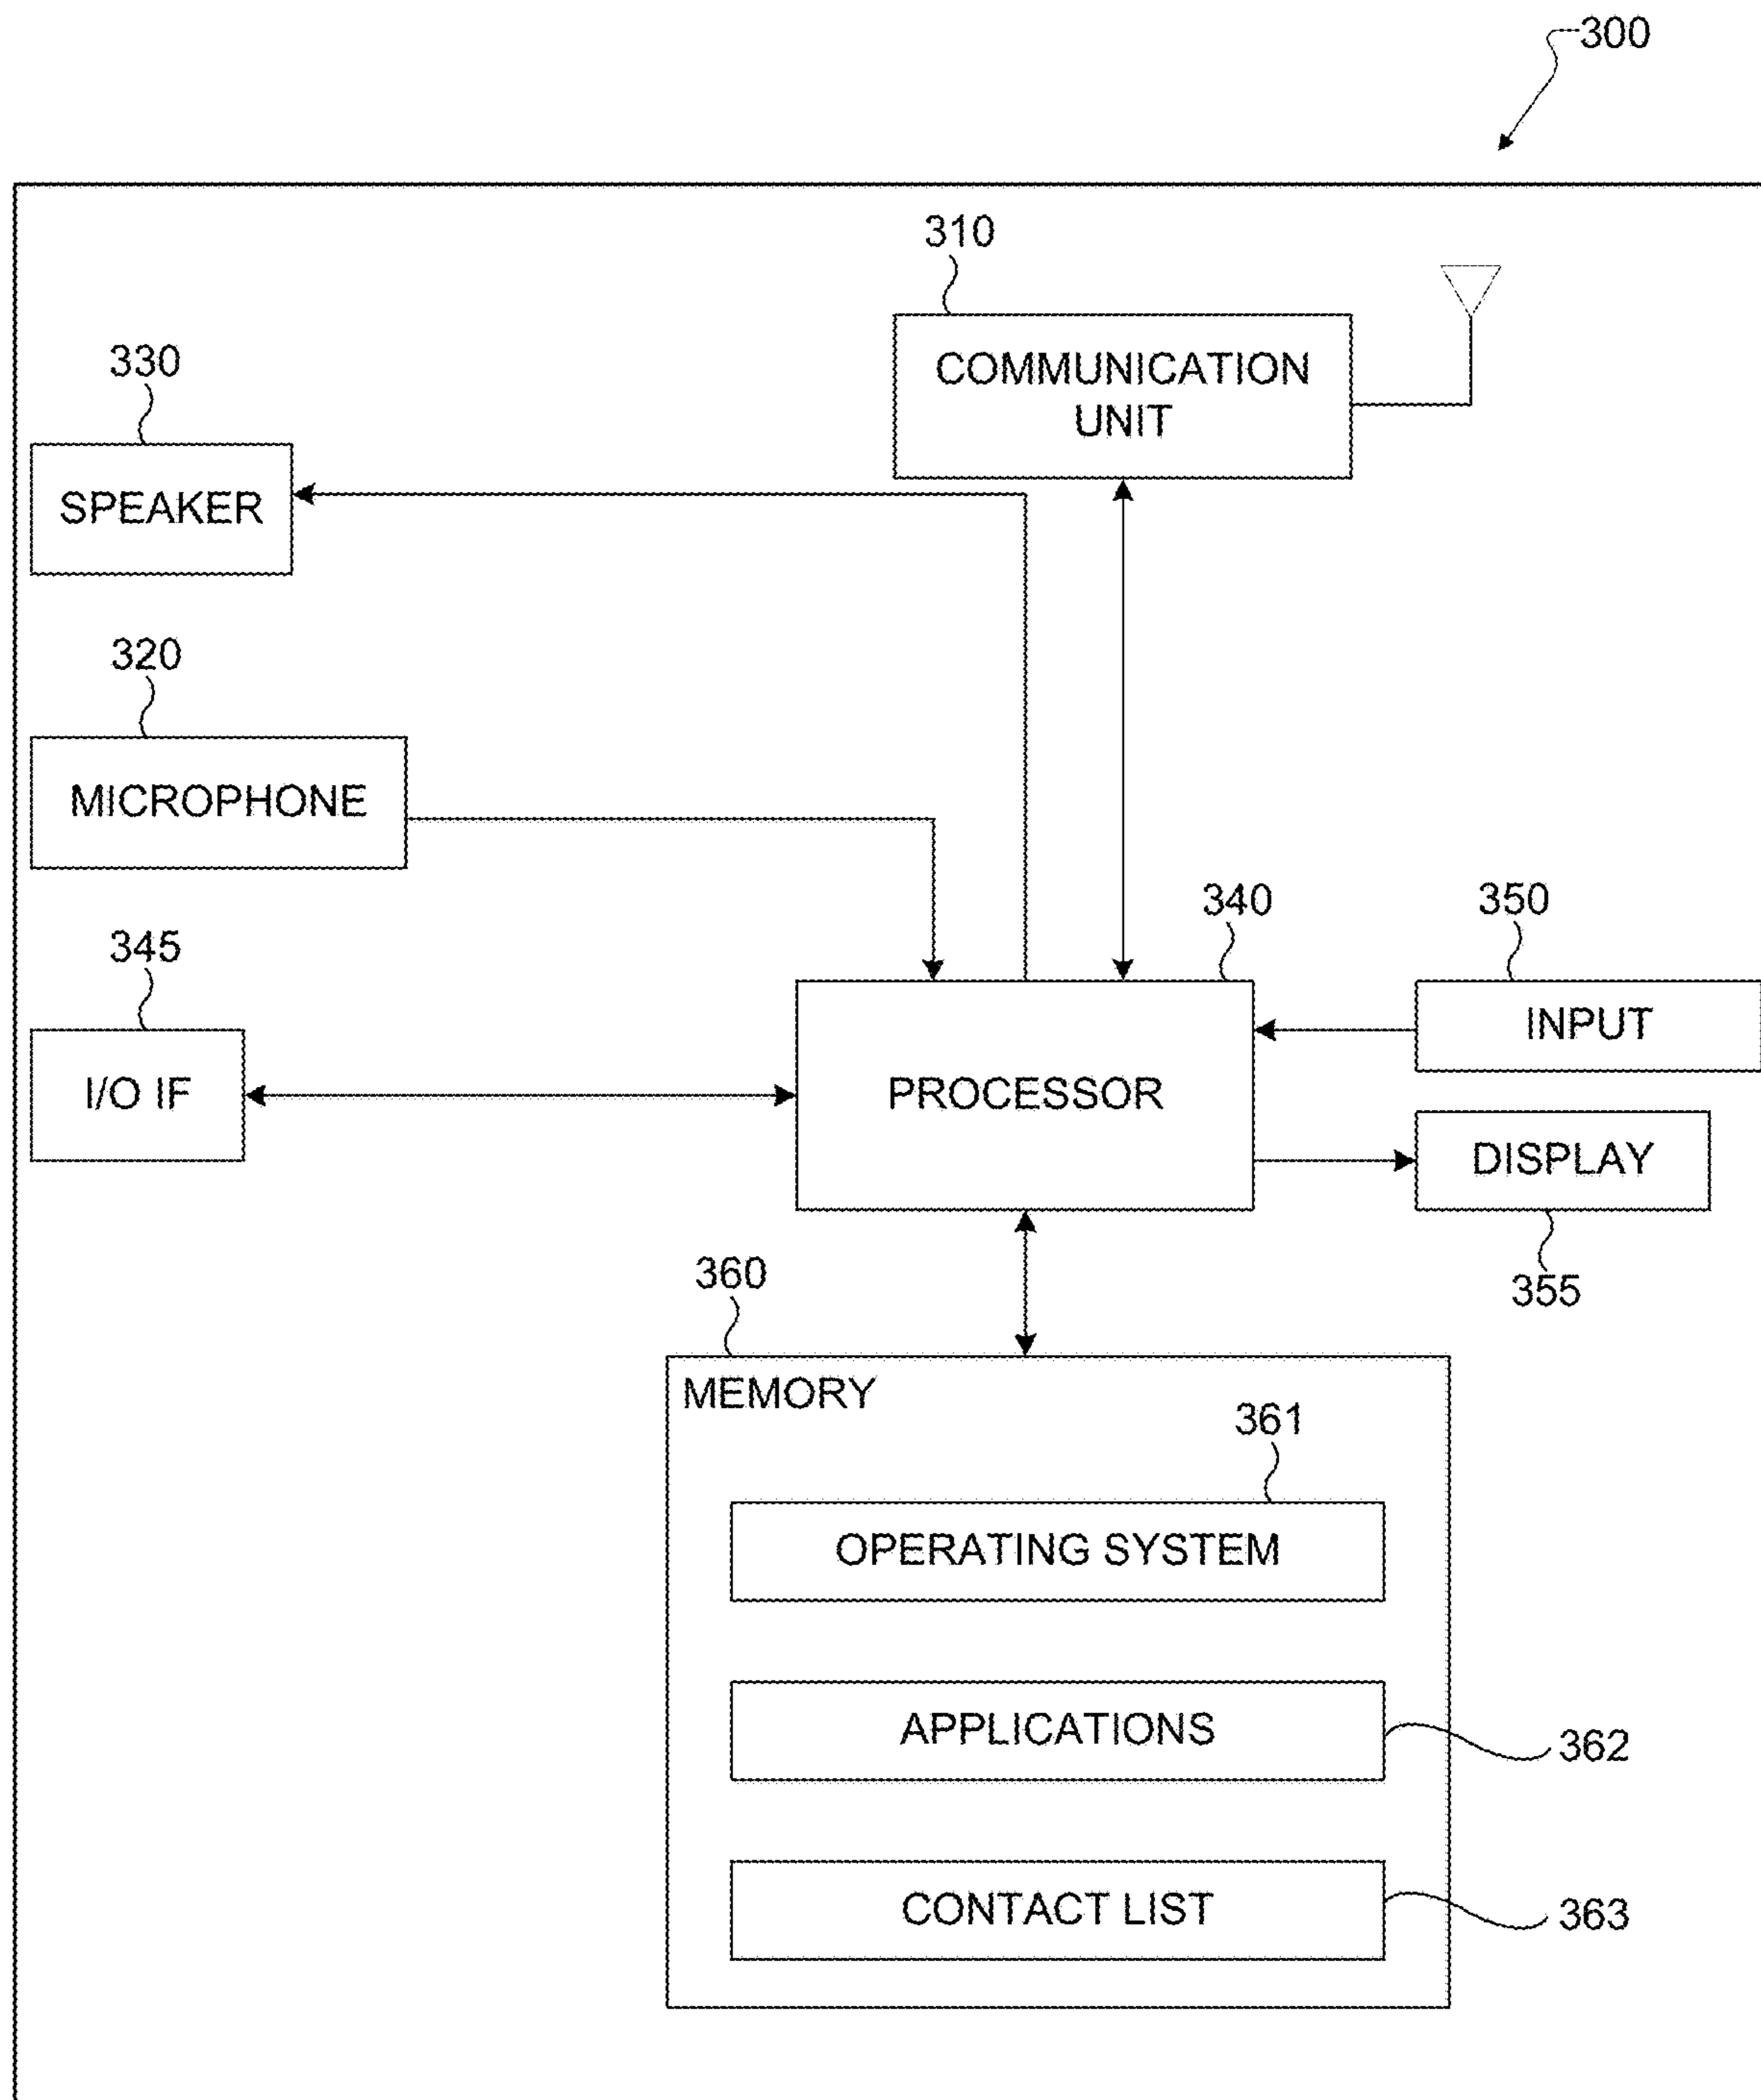 300
310
COMMUNICATION
UNIT
330
SPEAKER
320
MICROPHONE
340
350
345
INPUT
I/O IF
PROCESSOR
DISPLAY
360
355
MEMORY
361
OPERATING SYSTEM
APPLICATIONS
362
CONTACT LIST
363